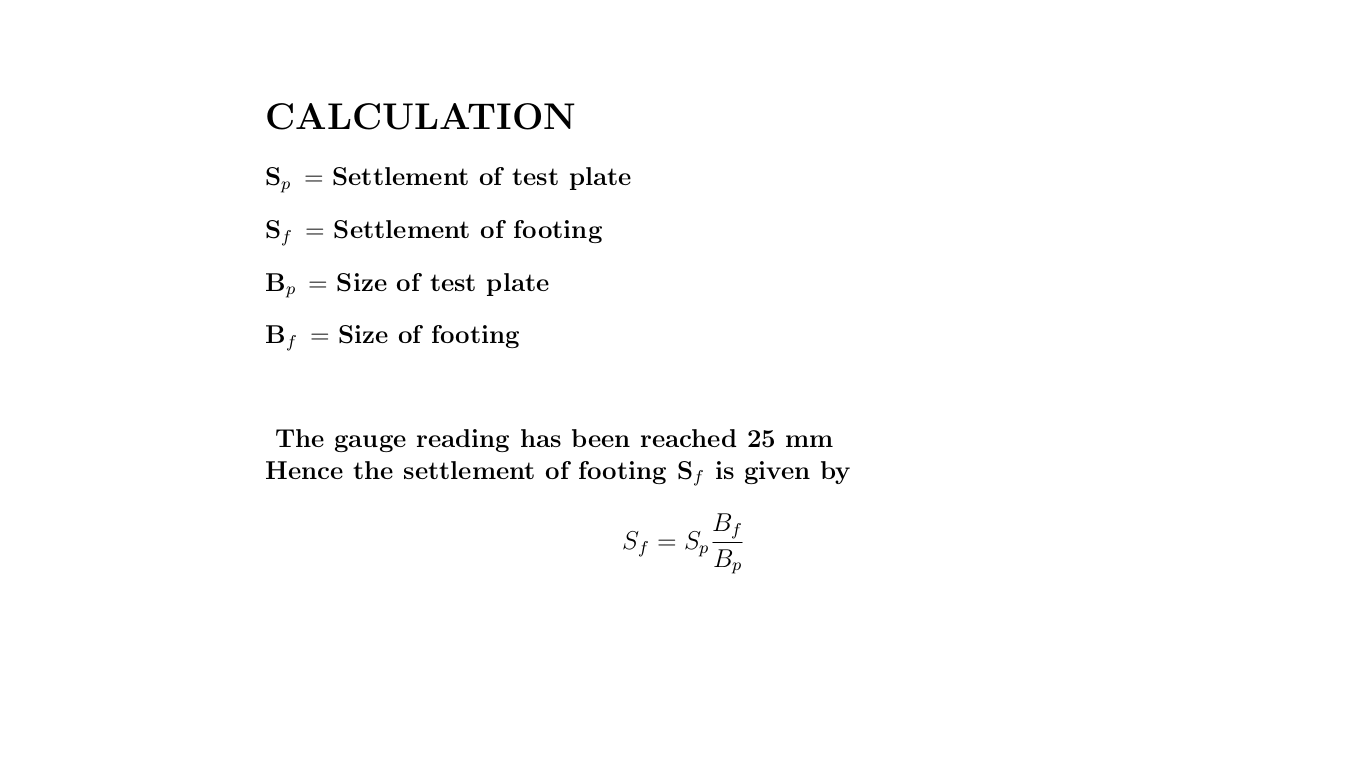 CALCULATION
S_p = Settlement of test plate
S_f = Settlement of footing
B_p = Size of test plate
B_f = Size of footing
The gauge reading has been reached 25 mm
Hence the settlement of footing S_f is given by
S_f = S_p \frac{B_f}{B_p}